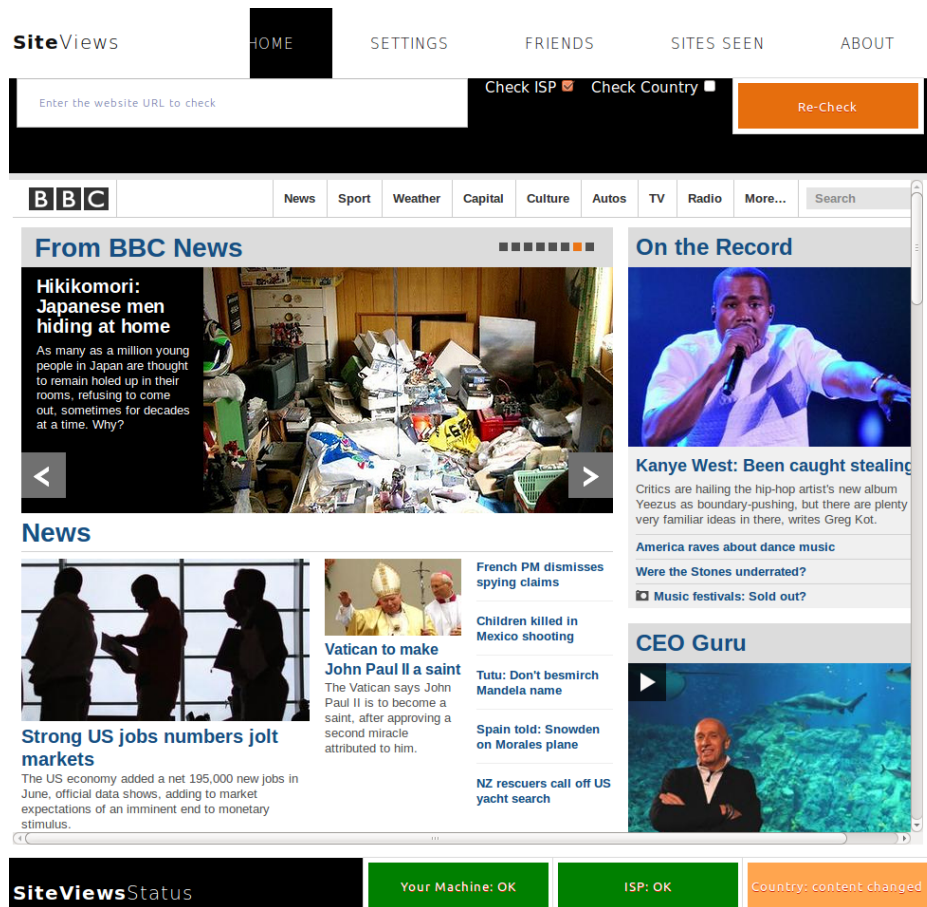 SiteViews
HOME
SETTINGS
FRIENDS
SITES SEEN
ABOUT
Enter the website URL to check
Check ISP
Check Country
Re-Check
BBC
News
Sport
Weather
Capital
Culture
Autos
TV
Radio
More...
Search
From BBC News
Hikikomori:
Japanese men
hiding at home
As many as a million young
people in Japan are thought
to remain holed up in their
rooms, refusing to come
out, sometimes for decades
at a time. Why?
On the Record
Kanye West: Been caught stealing
Critics are hailing the hip-hop artist's new album
Yeezus as boundary-pushing, but there are plenty
very familiar ideas in there, writes Greg Kot.
America raves about dance music
Were the Stones underrated?
Music festivals: Sold out?
News
Strong US jobs numbers jolt
markets
The US economy added a net 195,000 new jobs in
June, official data shows, adding to market
expectations of an imminent end to monetary
stimulus.
Vatican to make
John Paul II a saint
The Vatican says John
Paul II is to become a
saint, after approving a
second miracle
attributed to him.
French PM dismisses
spying claims
Children killed in
Mexico shooting
Tutu: Don't besmirch
Mandela name
Spain told: Snowden
on Morales plane
NZ rescuers call off US
yacht search
CEO Guru
SiteViewsStatus
Your Machine: OK
ISP: OK
Country: content changed